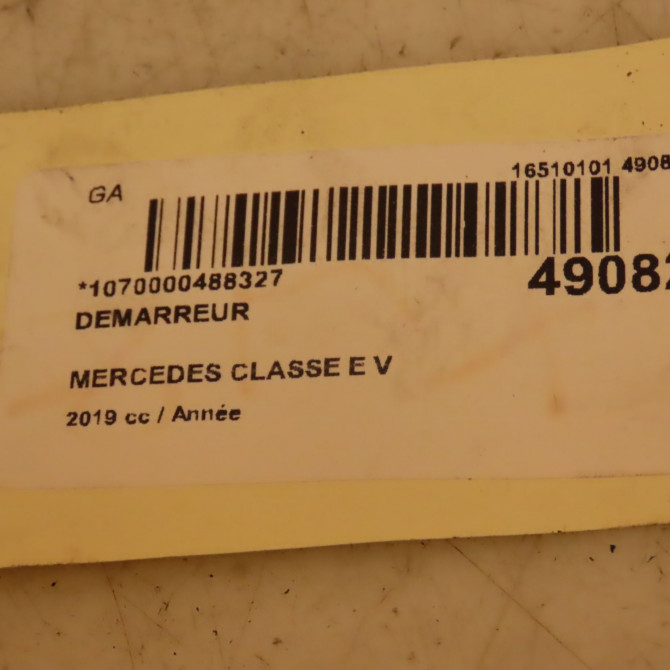 GA
16510101 4908
*1070000488327
4908
DEMARREUR
MERCEDES CLASSE E V
2019 cc / Année